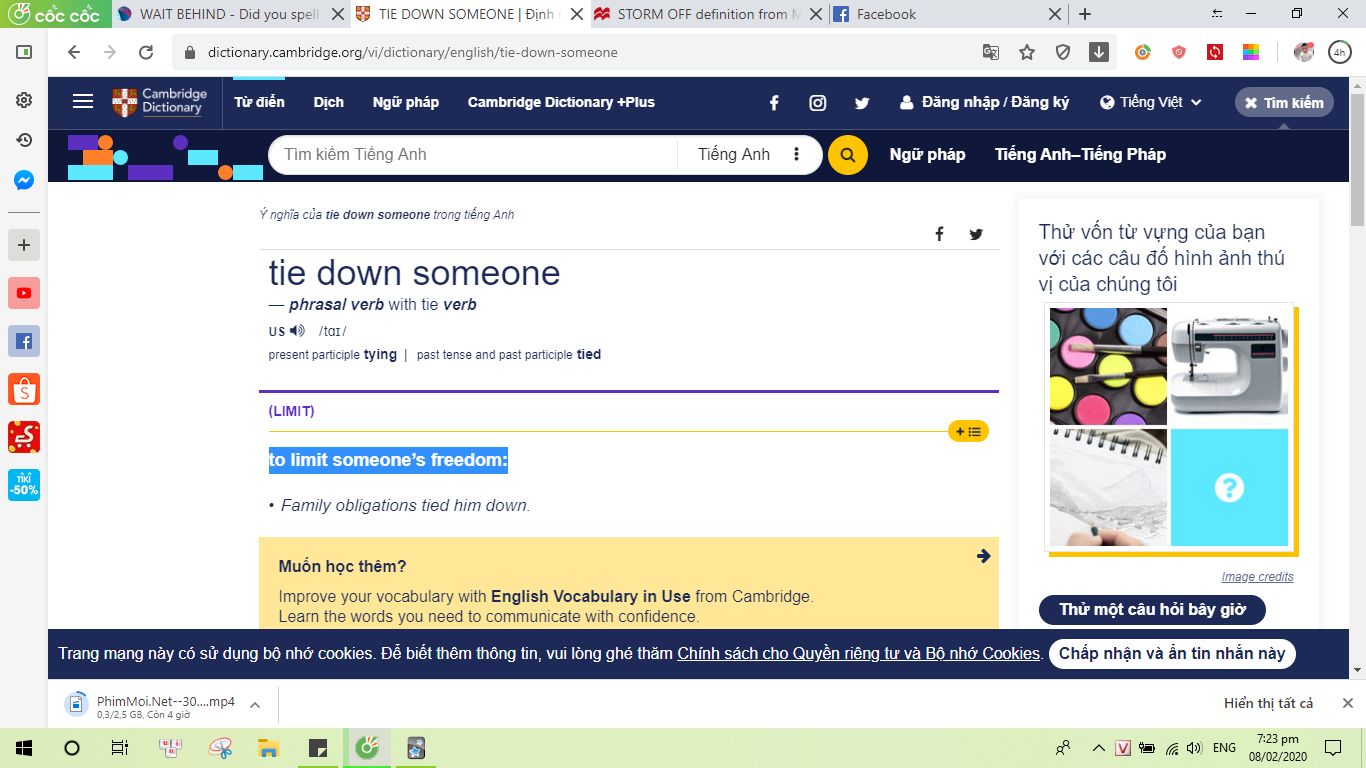 cốc cốc
WAIT BEHIND - Did you spell
TIE DOWN SOMEONE | Định
STORM OFF definition from M
Facebook
dictionary.cambridge.org/vi/dictionary/english/tie-down-someone
4h
Cambridge
Dictionary
Từ điển
Dịch
Ngữ pháp
Cambridge Dictionary +Plus
Đăng nhập / Đăng ký
Tiếng Việt
Tìm kiếm
Tìm kiếm Tiếng Anh
Tiếng Anh
Ngữ pháp
Tiếng Anh–Tiếng Pháp
Ý nghĩa của tie down someone trong tiếng Anh
tie down someone
— phrasal verb with tie verb
US /tɑɪ/
present participle tying | past tense and past participle tied
(LIMIT)
to limit someone’s freedom:
• Family obligations tied him down.
Muốn học thêm?
Improve your vocabulary with English Vocabulary in Use from Cambridge.
Learn the words you need to communicate with confidence.
Thử vốn từ vựng của bạn
với các câu đố hình ảnh thú
vị của chúng tôi
?
Image credits
Thử một câu hỏi bây giờ
TIKI
-50%
Trang mạng này có sử dụng bộ nhớ cookies. Để biết thêm thông tin, vui lòng ghé thăm Chính sách cho Quyền riêng tư và Bộ nhớ Cookies.
Chấp nhận và ẩn tin nhắn này
PhimMoi.Net--30....mp4
0,3/2,5 GB, Còn 4 giờ
Hiển thị tất cả
V
ENG
7:23 pm
08/02/2020